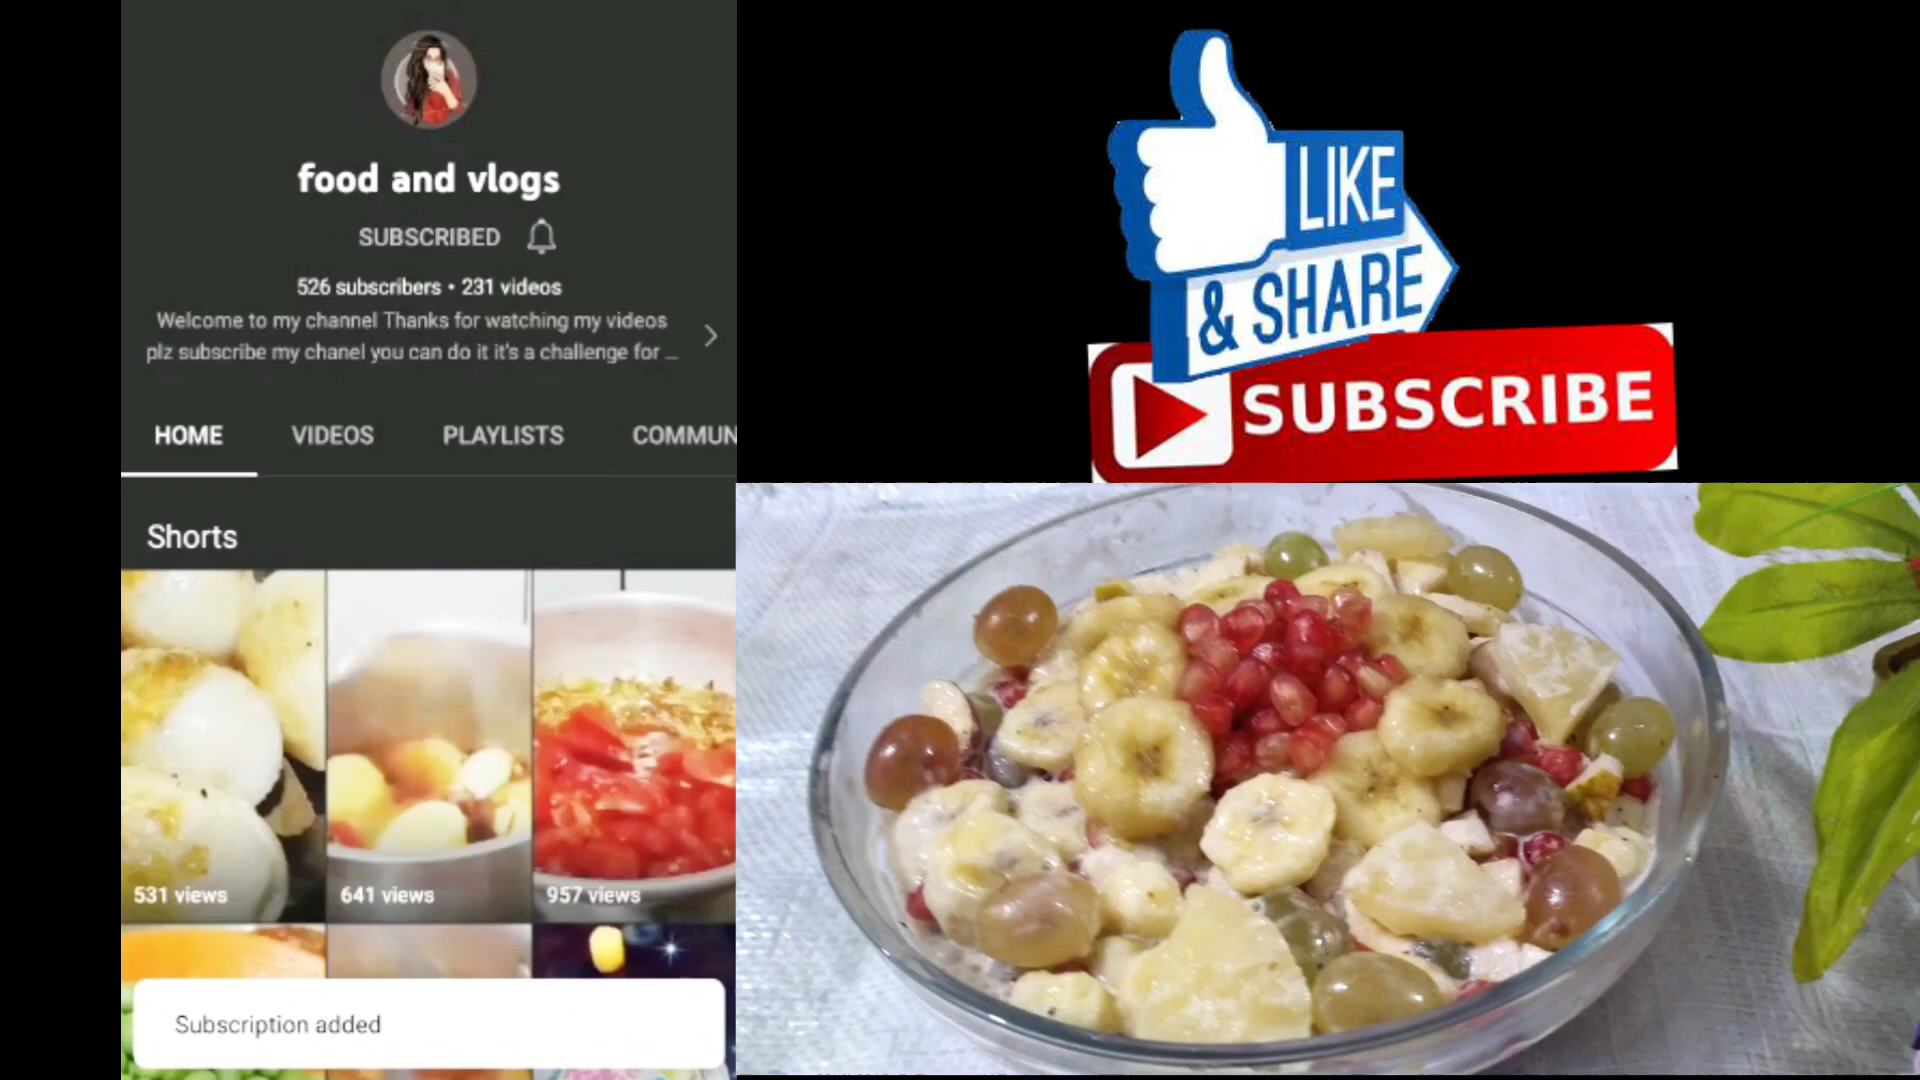 food and vlogs
SUBSCRIBED
526 subscribers • 231 videos
Welcome to my channel Thanks for watching my videos
plz subscribe my chanel you can do it it's a challenge for ...
HOME VIDEOS PLAYLISTS COMMUN
Shorts
531 views 641 views 957 views
Subscription added
LIKE
& SHARE
SUBSCRIBE